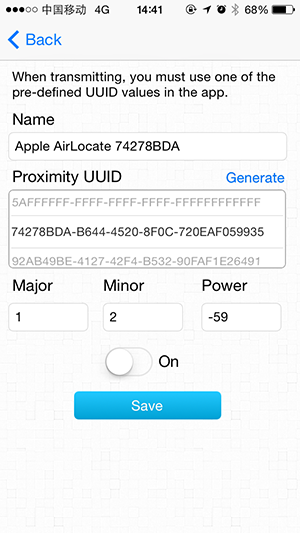 中国移动 4G 14:41 68%
Back
When transmitting, you must use one of the
pre-defined UUID values in the app.
Name
Apple AirLocate 74278BDA
Proximity UUID Generate
5AFFFFFF-FFFF-FFFF-FFFF-FFFFFFFFFFFF
74278BDA-B644-4520-8F0C-720EAF059935
92AB49BE-4127-42F4-B532-90FAF1E26491
Major Minor Power
1 2 -59
On
Save